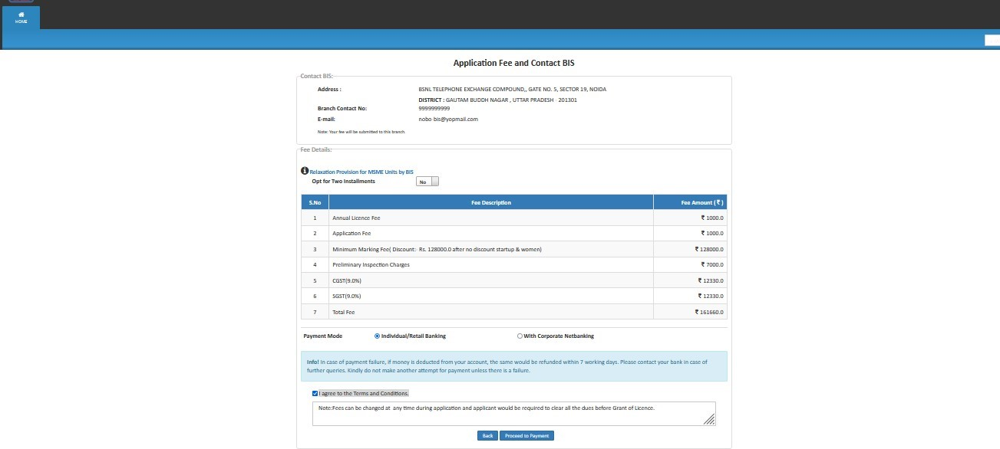 HOME
Application Fee and Contact BIS
Contact BIS:
Address : BSNL TELEPHONE EXCHANGE COMPOUND,, GATE NO. 5, SECTOR 19, NOIDA
DISTRICT : GAUTAM BUDDH NAGAR , UTTAR PRADESH - 201301
Branch Contact No: 9999999999
E-mail: nobo-bis@yopmail.com
Note: Your fee will be submitted to this branch.
Fee Details:
Relaxation Provision for MSME Units by BIS
Opt for Two Installments No
S.No Fee Description Fee Amount (₹)
1 Annual Licence Fee ₹ 1000.0
2 Application Fee ₹ 1000.0
3 Minimum Marking Fee( Discount:- Rs. 128000.0 after no discount startup & women) ₹ 128000.0
4 Preliminary Inspection Charges ₹ 7000.0
5 CGST(9.0%) ₹ 12330.0
6 SGST(9.0%) ₹ 12330.0
7 Total Fee ₹ 161660.0
Payment Mode Individual/Retail Banking With Corporate Netbanking
Info! In case of payment failure, if money is deducted from your account, the same would be refunded within 7 working days. Please contact your bank in case of
further queries. Kindly do not make another attempt for payment unless there is a failure.
I agree to the Terms and Conditions.
Note:Fees can be changed at any time during application and applicant would be required to clear all the dues before Grant of Licence.
Back Proceed to Payment